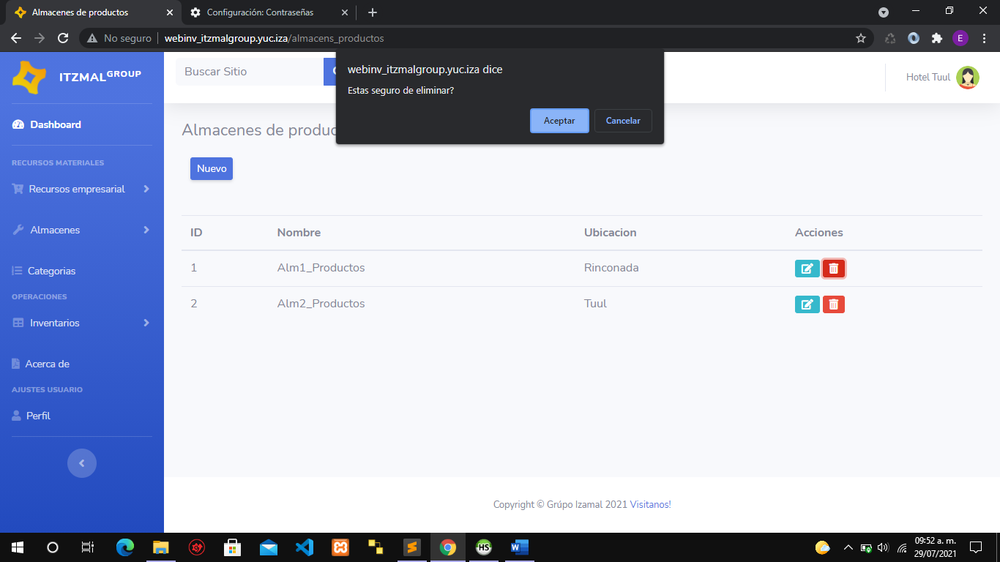 Almacenes de productos
Configuración: Contraseñas
No seguro
webinv_itzmalgroup.yuc.iza/almacens_productos
E
ITZMALGROUP
Buscar Sitio
webinv_itzmalgroup.yuc.iza dice
Estas seguro de eliminar?
Aceptar
Cancelar
Hotel Tuul
Dashboard
RECURSOS MATERIALES
Recursos empresarial
Almacenes
Categorias
OPERACIONES
Inventarios
Acerca de
AJUSTES USUARIO
Perfil
Almacenes de produc
Nuevo
ID Nombre Ubicacion Acciones
1 Alm1_Productos Rinconada
2 Alm2_Productos Tuul
Copyright © Grúpo Izamal 2021 Visitanos!
HS
W
09:52 a. m.
29/07/2021